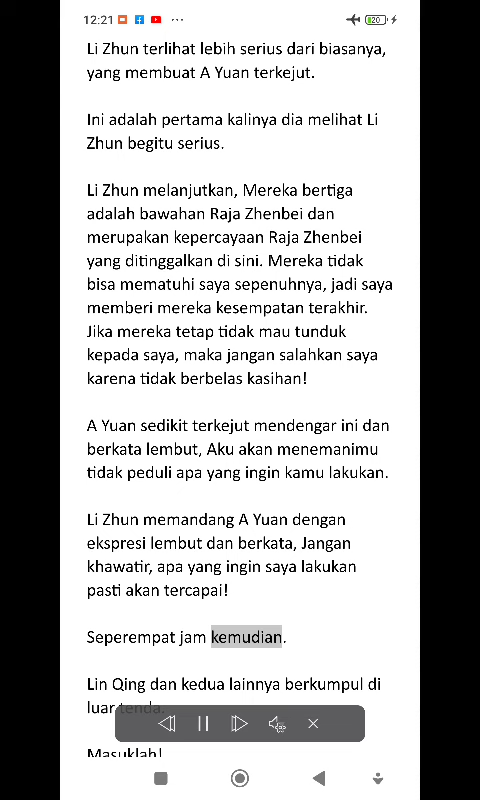 12:21
20
Li Zhun terlihat lebih serius dari biasanya,
yang membuat A Yuan terkejut.
Ini adalah pertama kalinya dia melihat Li
Zhun begitu serius.
Li Zhun melanjutkan, Mereka bertiga
adalah bawahan Raja Zhenbei dan
merupakan kepercayaan Raja Zhenbei
yang ditinggalkan di sini. Mereka tidak
bisa mematuhi saya sepenuhnya, jadi saya
memberi mereka kesempatan terakhir.
Jika mereka tetap tidak mau tunduk
kepada saya, maka jangan salahkan saya
karena tidak berbelas kasihan!
A Yuan sedikit terkejut mendengar ini dan
berkata lembut, Aku akan menemanimu
tidak peduli apa yang ingin kamu lakukan.
Li Zhun memandang A Yuan dengan
ekspresi lembut dan berkata, Jangan
khawatir, apa yang ingin saya lakukan
pasti akan tercapai!
Seperempat jam kemudian.
Lin Qing dan kedua lainnya berkumpul di
luar tenda.
Masuklah!